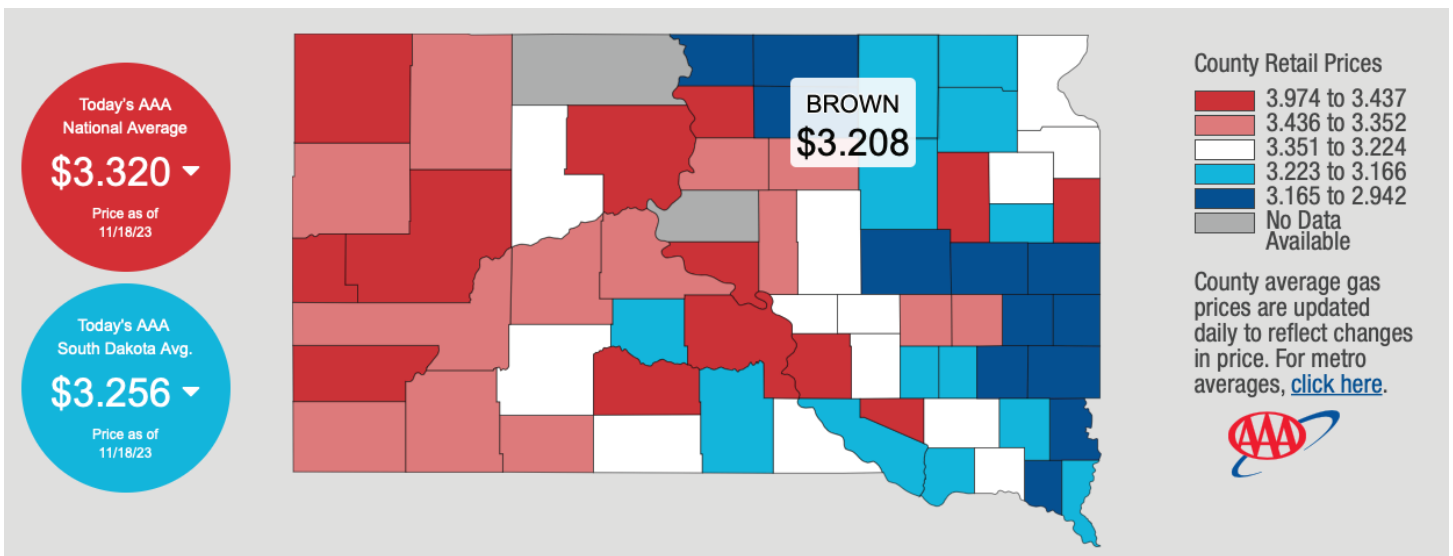 Today's AAA
National Average
$3.320
Price as of
11/18/23
Today's AAA
South Dakota Avg.
$3.256
Price as of
11/18/23
BROWN
$3.208
County Retail Prices
3.974 to 3.437
3.436 to 3.352
3.351 to 3.224
3.223 to 3.166
3.165 to 2.942
No Data
Available
County average gas
prices are updated
daily to reflect changes
in price. For metro
averages, click here.
AAA